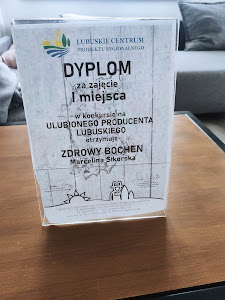 LUBUSKIE CENTRUM
PRODUKTU REGIONALNEGO
DYPLOM
za zajęcie
I miejsca
w konkursie na
ULUBIONEGO PRODUCENTA
LUBUSKIEGO
otrzymuje
ZDROWY BOCHEN
Marcelina Sikorska